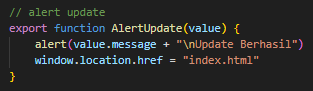 // alert update
export function AlertUpdate(value) {
    alert(value.message + "\nUpdate Berhasil")
    window.location.href = "index.html"
}